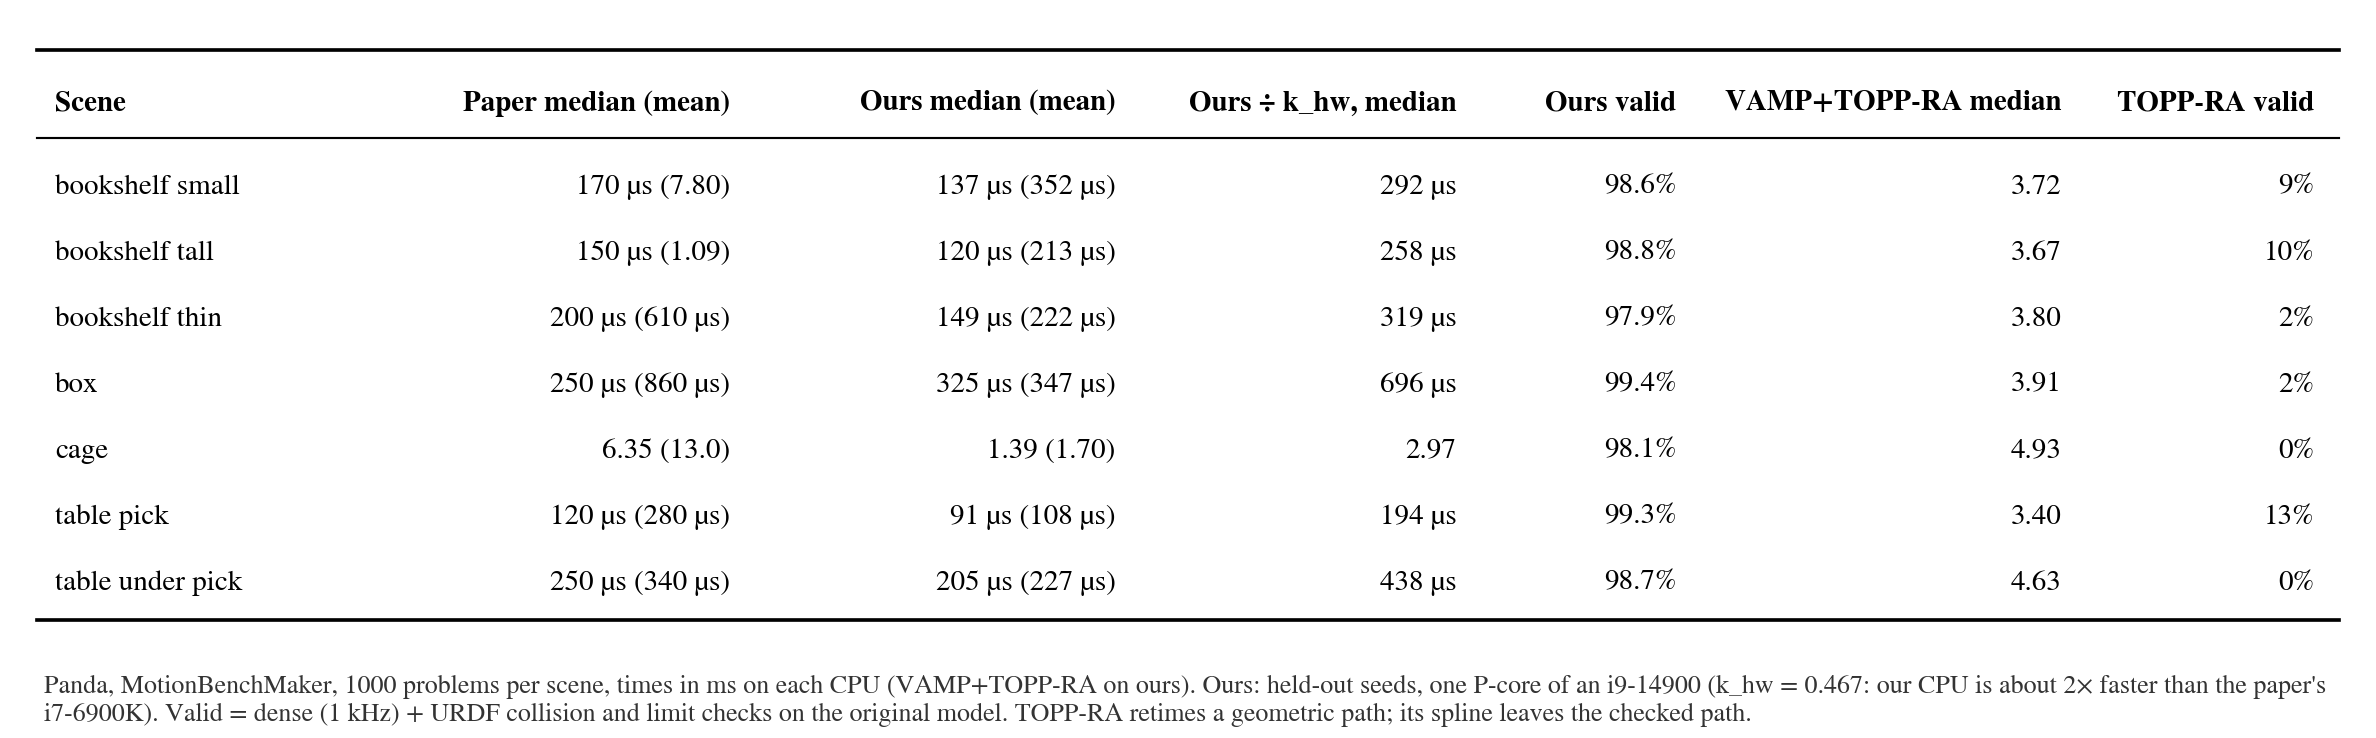 Scene Paper median (mean) Ours median (mean) Ours ÷ k_hw, median Ours valid VAMP+TOPP-RA median TOPP-RA valid
bookshelf small 170 µs (7.80) 137 µs (352 µs) 292 µs 98.6% 3.72 9%
bookshelf tall 150 µs (1.09) 120 µs (213 µs) 258 µs 98.8% 3.67 10%
bookshelf thin 200 µs (610 µs) 149 µs (222 µs) 319 µs 97.9% 3.80 2%
box 250 µs (860 µs) 325 µs (347 µs) 696 µs 99.4% 3.91 2%
cage 6.35 (13.0) 1.39 (1.70) 2.97 98.1% 4.93 0%
table pick 120 µs (280 µs) 91 µs (108 µs) 194 µs 99.3% 3.40 13%
table under pick 250 µs (340 µs) 205 µs (227 µs) 438 µs 98.7% 4.63 0%
Panda, MotionBenchMaker, 1000 problems per scene, times in ms on each CPU (VAMP+TOPP-RA on ours). Ours: held-out seeds, one P-core of an i9-14900 (k_hw = 0.467: our CPU is about 2× faster than the paper's
i7-6900K). Valid = dense (1 kHz) + URDF collision and limit checks on the original model. TOPP-RA retimes a geometric path; its spline leaves the checked path.